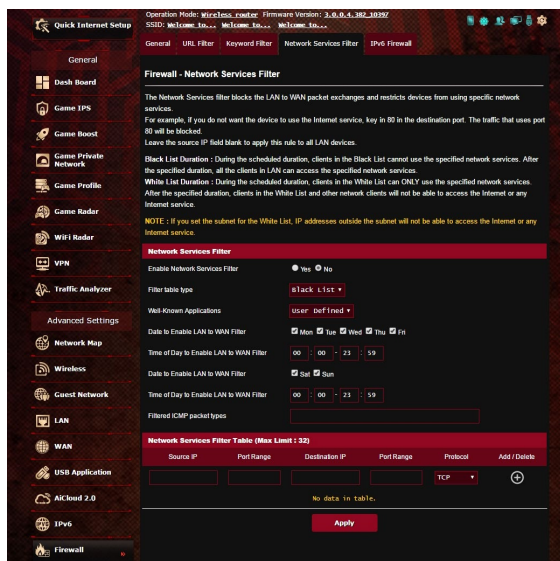 Quick Internet Setup
General
Dash Board
Game IPS
Game Boost
Game Private
Network
Game Profile
Game Radar
WiFi Radar
VPN
Traffic Analyzer
Advanced Settings
Network Map
Wireless
Guest Network
LAN
WAN
USB Application
AiCloud 2.0
IPv6
Firewall
Operation Mode: Wireless router Firmware Version: 3.0.0.4.382_10397
SSID: Welcome to... Welcome to... Welcome to...
General URL Filter Keyword Filter Network Services Filter IPv6 Firewall
Firewall - Network Services Filter
The Network Services filter blocks the LAN to WAN packet exchanges and restricts devices from using specific network
services.
For example, if you do not want the device to use the Internet service, key in 80 in the destination port. The traffic that uses port
80 will be blocked.
Leave the source IP field blank to apply this rule to all LAN devices.
Black List Duration : During the scheduled duration, clients in the Black List cannot use the specified network services. After
the specified duration, all the clients in LAN can access the specified network services.
White List Duration : During the scheduled duration, clients in the White List can ONLY use the specified network services.
After the specified duration, clients in the White List and other network clients will not be able to access the Internet or any
Internet service.
NOTE : If you set the subnet for the White List, IP addresses outside the subnet will not be able to access the Internet or any
Internet service.
Network Services Filter
Enable Network Services Filter Yes No
Filter table type Black List
Well-Known Applications User Defined
Date to Enable LAN to WAN Filter Mon Tue Wed Thu Fri
Time of Day to Enable LAN to WAN Filter 00 : 00 - 23 : 59
Date to Enable LAN to WAN Filter Sat Sun
Time of Day to Enable LAN to WAN Filter 00 : 00 - 23 : 59
Filtered ICMP packet types
Network Services Filter Table (Max Limit : 32)
Source IP Port Range Destination IP Port Range Protocol Add / Delete
TCP
No data in table.
Apply